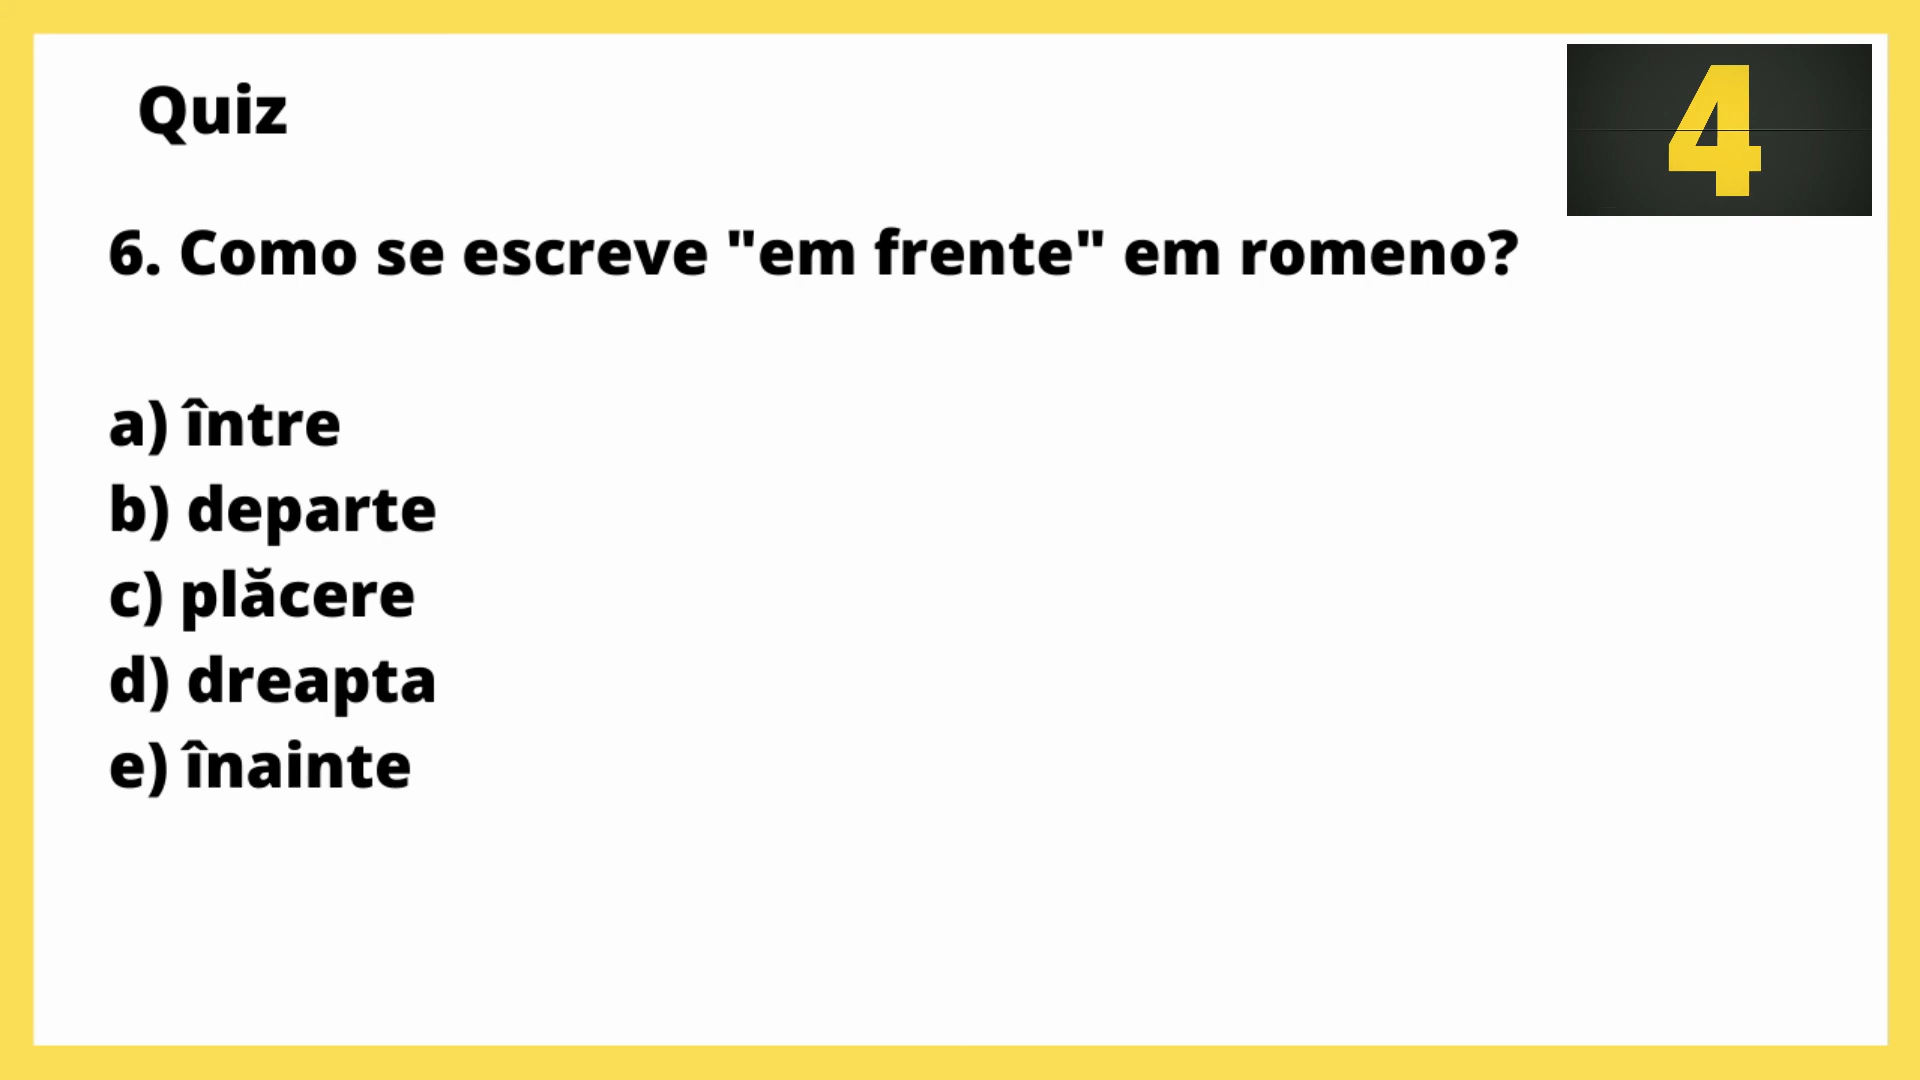 Quiz
4
6. Como se escreve "em frente" em romeno?
a) între
b) departe
c) plăcere
d) dreapta
e) înainte